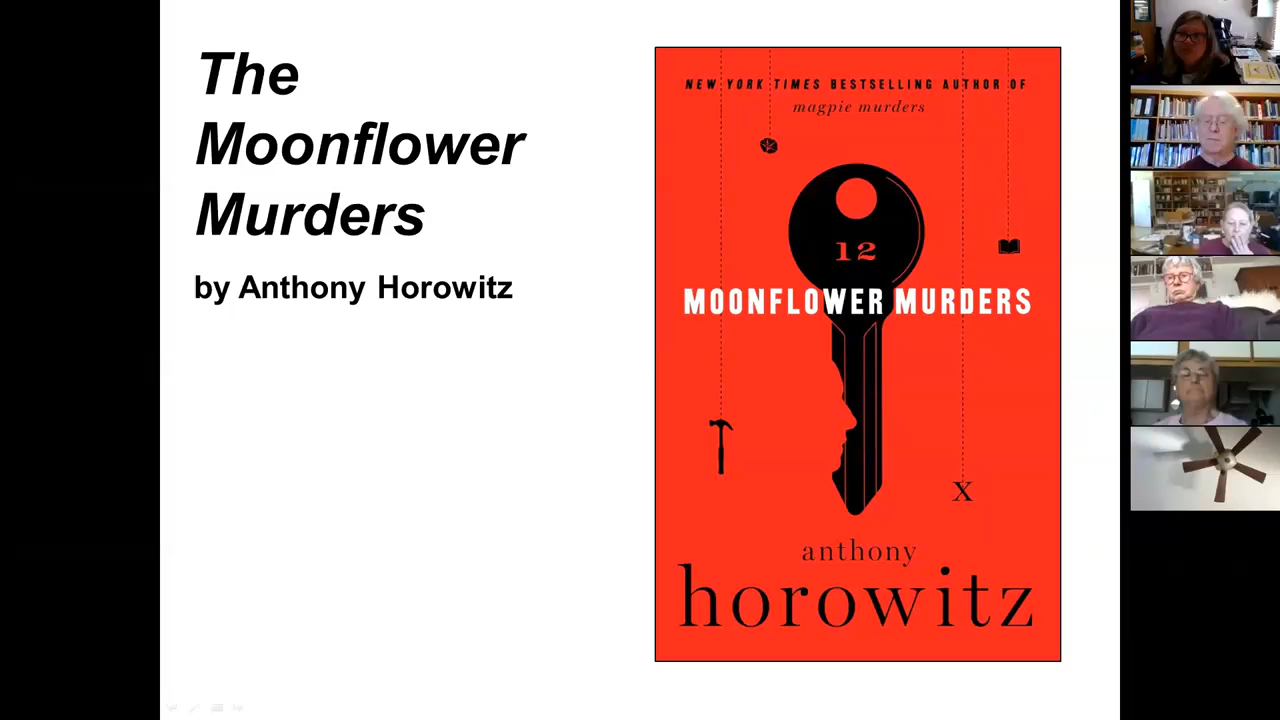 The
Moonflower
Murders
by Anthony Horowitz
NEW YORK TIMES BESTSELLING AUTHOR OF
magpie murders
12
MOONFLOWER MURDERS
x
anthony
horowitz